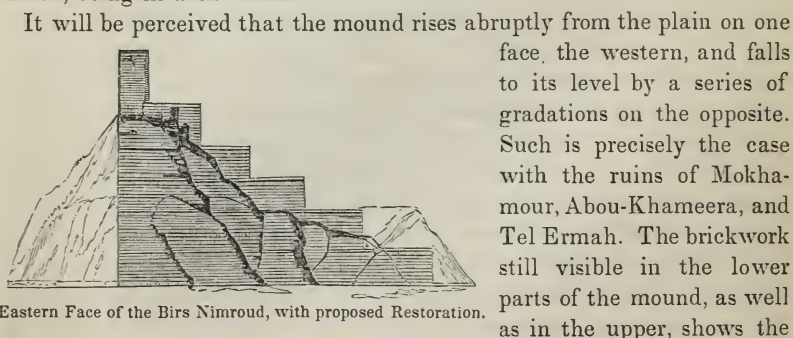 It will be perceived that the mound rises abruptly from the plain on one
face, the western, and falls
to its level by a series of
gradations on the opposite.
Such is precisely the case
with the ruins of Mokha-
mour, Abou-Khameera, and
Tel Ermah. The brickwork
still visible in the lower
parts of the mound, as well
as in the upper, shows the
Eastern Face of the Birs Nimroud, with proposed Restoration.